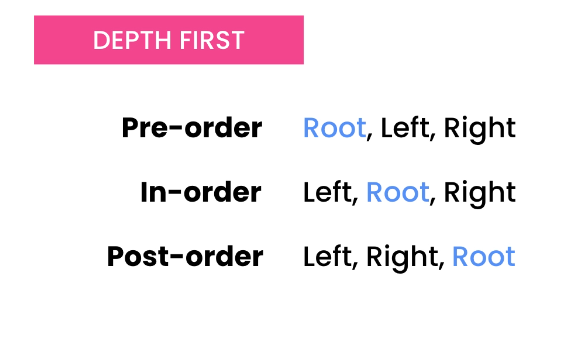 DEPTH FIRST
Pre-order Root, Left, Right
In-order Left, Root, Right
Post-order Left, Right, Root